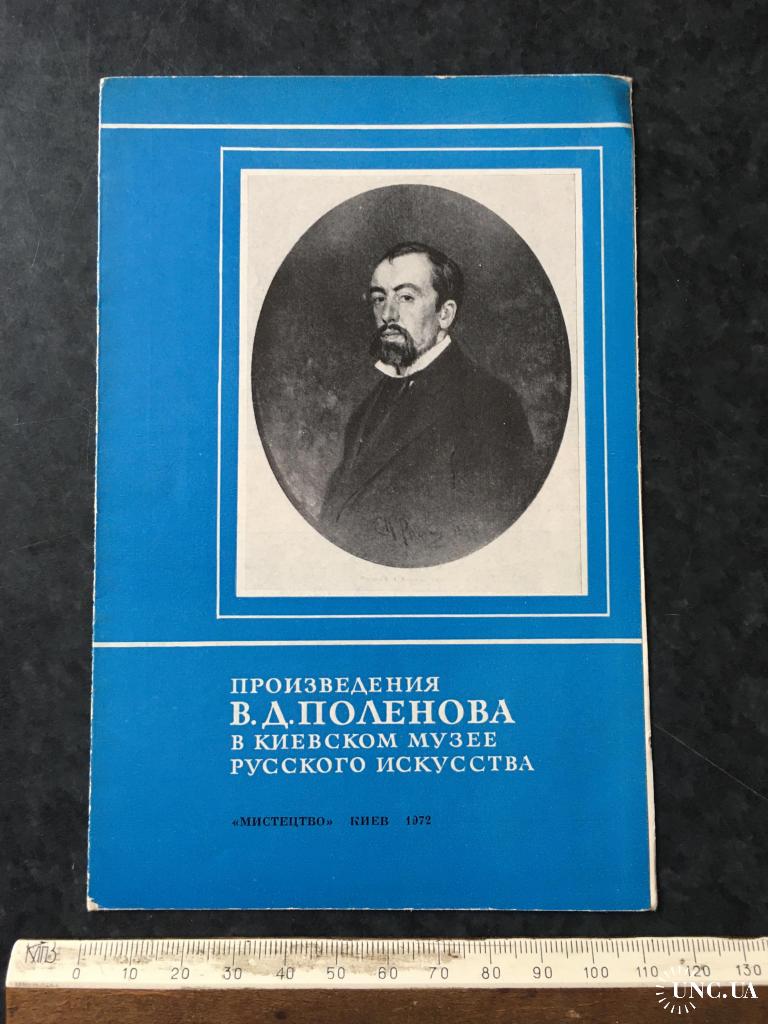 ПРОИЗВЕДЕНИЯ
В.Д.ПОЛЕНОВА
В КИЕВСКОМ МУЗЕЕ
РУССКОГО ИСКУССТВА
«МИСТЕЦТВО» КИЕВ 1972
0 10 20 30 40 50 60 70 80 90 100 110 120 130
UNC.UA